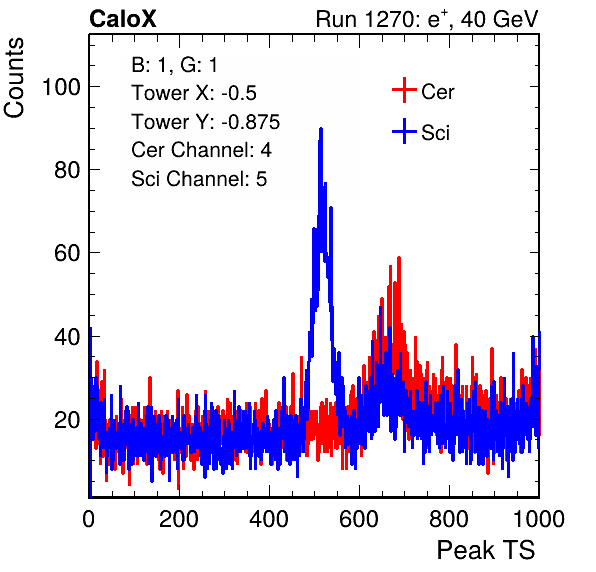 CaloX Run 1270: e⁺, 40 GeV
Counts
B: 1, G: 1
Tower X: -0.5
Tower Y: -0.875
Cer Channel: 4
Sci Channel: 5
Cer
Sci
100
80
60
40
20
0 200 400 600 800 1000
Peak TS